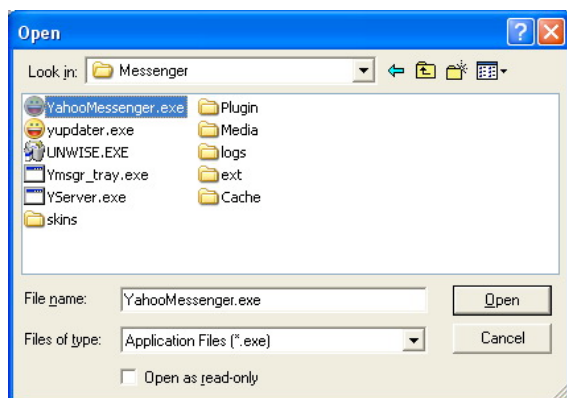 Open
Look in: Messenger
YahooMessenger.exe
yupdater.exe
UNWISE.EXE
Ymsgr_tray.exe
YServer.exe
skins
Plugin
Media
logs
ext
Cache
File name: YahooMessenger.exe Open
Files of type: Application Files (*.exe) Cancel
Open as read-only